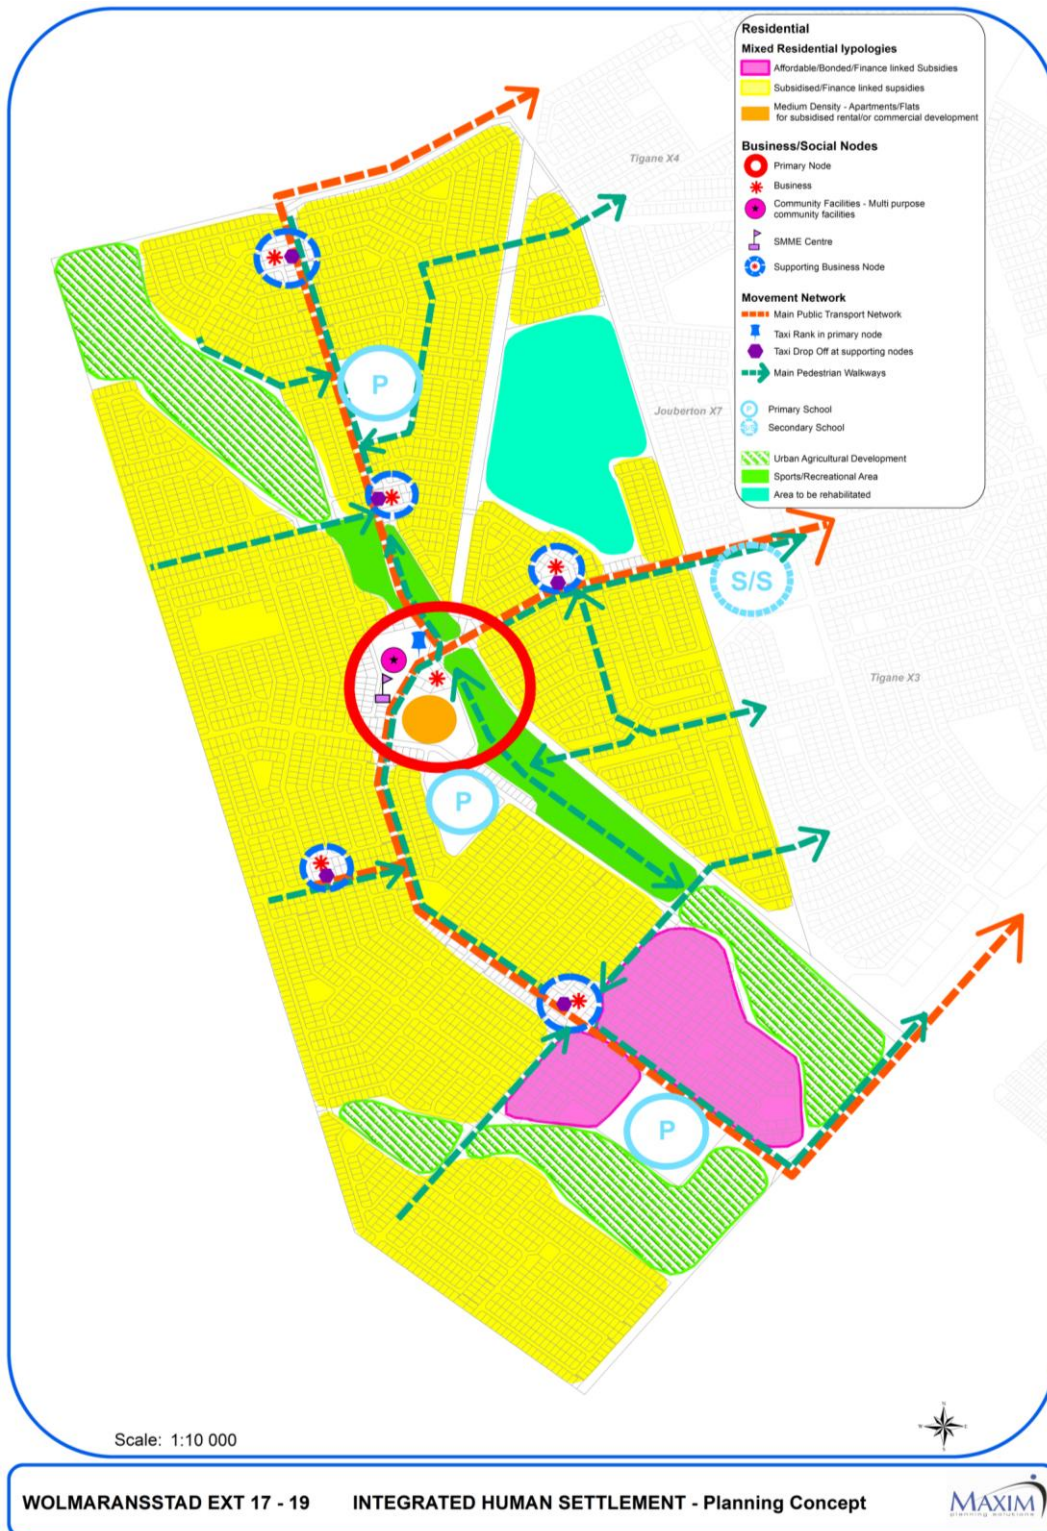 Residential
Mixed Residential Iypologies
Affordable/Bonded/Finance linked Subsidies
Subsidised/Finance linked supsidies
Medium Density - Apartments/Flats
for subsidised rental/or commercial development
Business/Social Nodes
Primary Node
Business
Community Facilities - Multi purpose
community facilities
SMME Centre
Supporting Business Node
Movement Network
Main Public Transport Network
Taxi Rank in primary node
Taxi Drop Off at supporting nodes
Main Pedestrian Walkways
P Primary School
S/S Secondary School
Urban Agricultural Development
Sports/Recreational Area
Area to be rehabilitated
Tigane X4
P
Jouberton X7
S/S
Tigane X3
P
P
Scale: 1:10 000
N
W E
S
WOLMARANSSTAD EXT 17 - 19 INTEGRATED HUMAN SETTLEMENT - Planning Concept
MAXIM
planning solutions